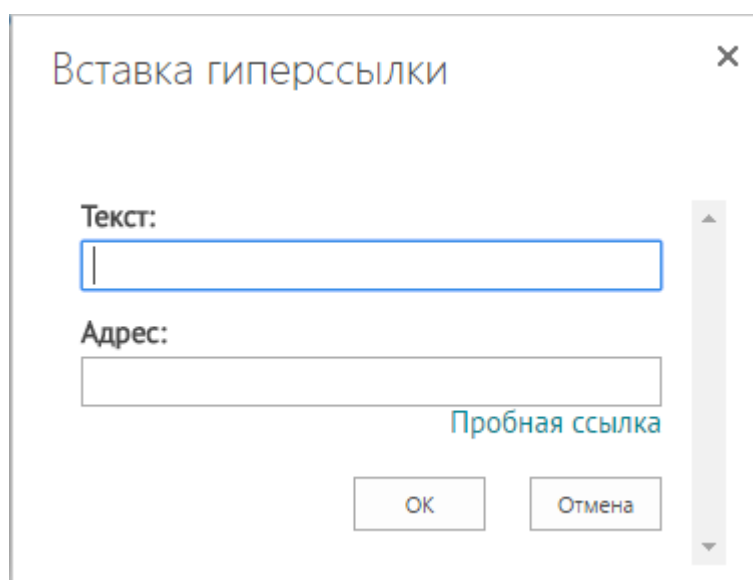 Вставка гиперссылки
Текст:
Адрес:
Пробная ссылка
ОК
Отмена